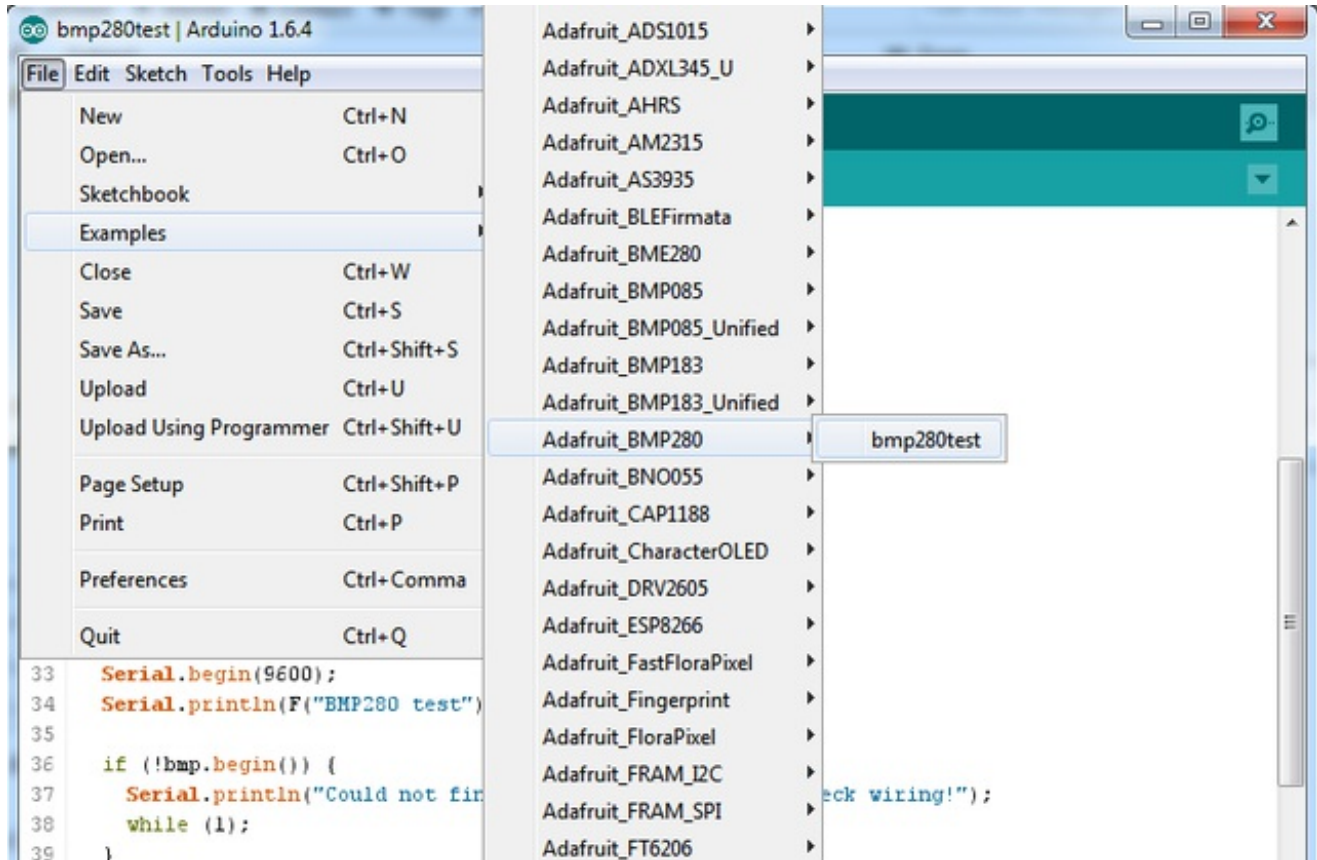 bmp280test | Arduino 1.6.4
File Edit Sketch Tools Help
New Ctrl+N
Open... Ctrl+O
Sketchbook
Examples
Close Ctrl+W
Save Ctrl+S
Save As... Ctrl+Shift+S
Upload Ctrl+U
Upload Using Programmer Ctrl+Shift+U
Page Setup Ctrl+Shift+P
Print Ctrl+P
Preferences Ctrl+Comma
Quit Ctrl+Q
Adafruit_ADS1015
Adafruit_ADXL345_U
Adafruit_AHRS
Adafruit_AM2315
Adafruit_AS3935
Adafruit_BLEFirmata
Adafruit_BME280
Adafruit_BMP085
Adafruit_BMP085_Unified
Adafruit_BMP183
Adafruit_BMP183_Unified
Adafruit_BMP280
bmp280test
Adafruit_BNO055
Adafruit_CAP1188
Adafruit_CharacterOLED
Adafruit_DRV2605
Adafruit_ESP8266
Adafruit_FastFloraPixel
Adafruit_Fingerprint
Adafruit_FloraPixel
Adafruit_FRAM_I2C
Adafruit_FRAM_SPI
Adafruit_FT6206
33 Serial.begin(9600);
34 Serial.println(F("BMP280 test")
35
36 if (!bmp.begin()) {
37 Serial.println("Could not fin eck wiring!");
38 while (1);
39 }